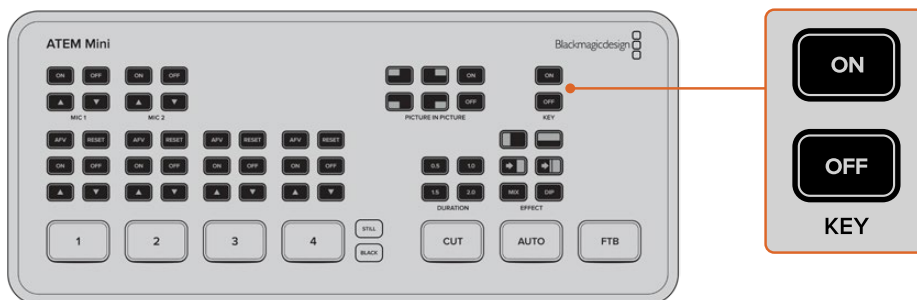 ATEM Mini
Blackmagicdesign
ON OFF ON OFF
ON
ON
MIC 1
MIC 2
OFF
PICTURE IN PICTURE
OFF
KEY
AFV RESET AFV RESET AFV RESET AFV RESET
ON OFF ON OFF ON OFF ON OFF
0.5 1.0
1.5 2.0
DURATION
MIX DIP
EFFECT
1
2
3
4
STILL
BLACK
CUT
AUTO
FTB
ON
OFF
KEY